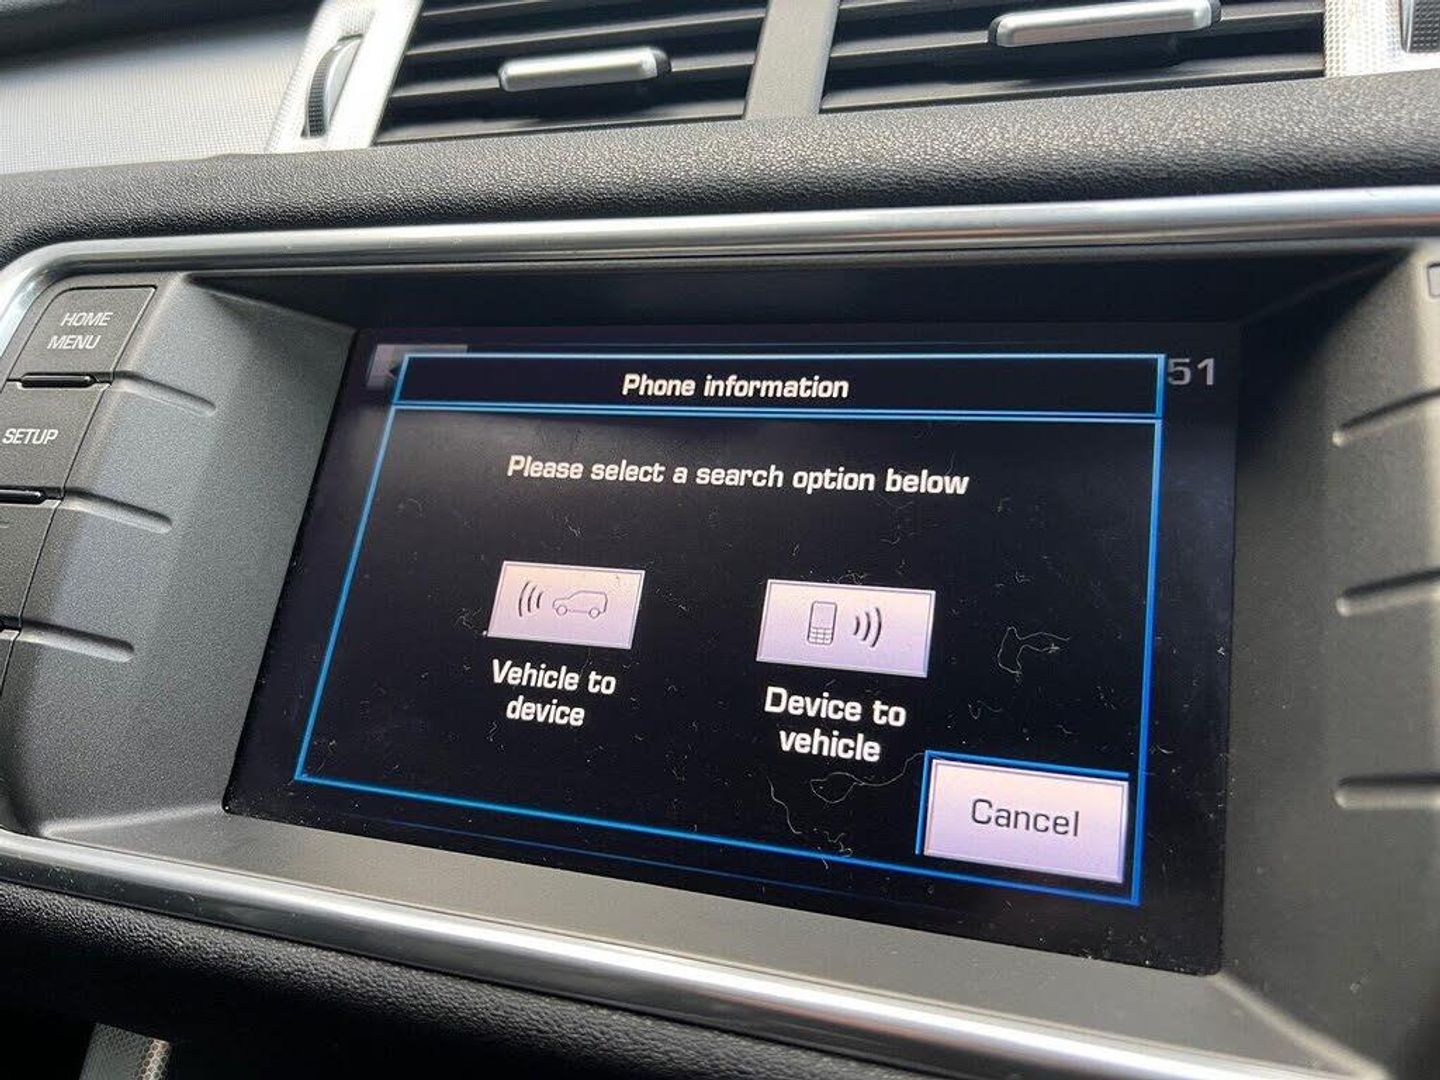 HOME
MENU
SETUP
51
Phone information
Please select a search option below
Vehicle to
device
Device to
vehicle
Cancel